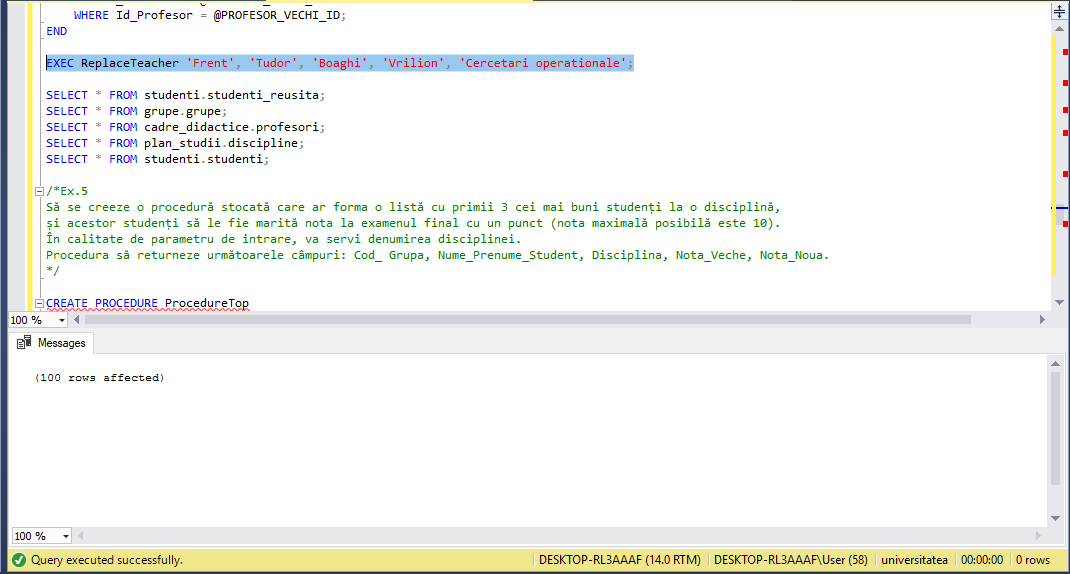 WHERE Id_Profesor = @PROFESOR_VECHI_ID;
END
EXEC ReplaceTeacher 'Frent', 'Tudor', 'Boaghi', 'Vrilion', 'Cercetari operationale';
SELECT * FROM studenti.studenti_reusita;
SELECT * FROM grupe.grupe;
SELECT * FROM cadre_didactice.profesori;
SELECT * FROM plan_studii.discipline;
SELECT * FROM studenti.studenti;
/*Ex.5
Să se creeze o procedură stocată care ar forma o listă cu primii 3 cei mai buni studenți la o disciplină,
și acestor studenți să le fie marită nota la examenul final cu un punct (nota maximală posibilă este 10).
În calitate de parametru de intrare, va servi denumirea disciplinei.
Procedura să returneze următoarele câmpuri: Cod_ Grupa, Nume_Prenume_Student, Disciplina, Nota_Veche, Nota_Noua.
*/
CREATE PROCEDURE ProcedureTop
100 %
Messages
(100 rows affected)
100 %
Query executed successfully. DESKTOP-RL3AAAF (14.0 RTM) DESKTOP-RL3AAAF\User (58) universitatea 00:00:00 0 rows